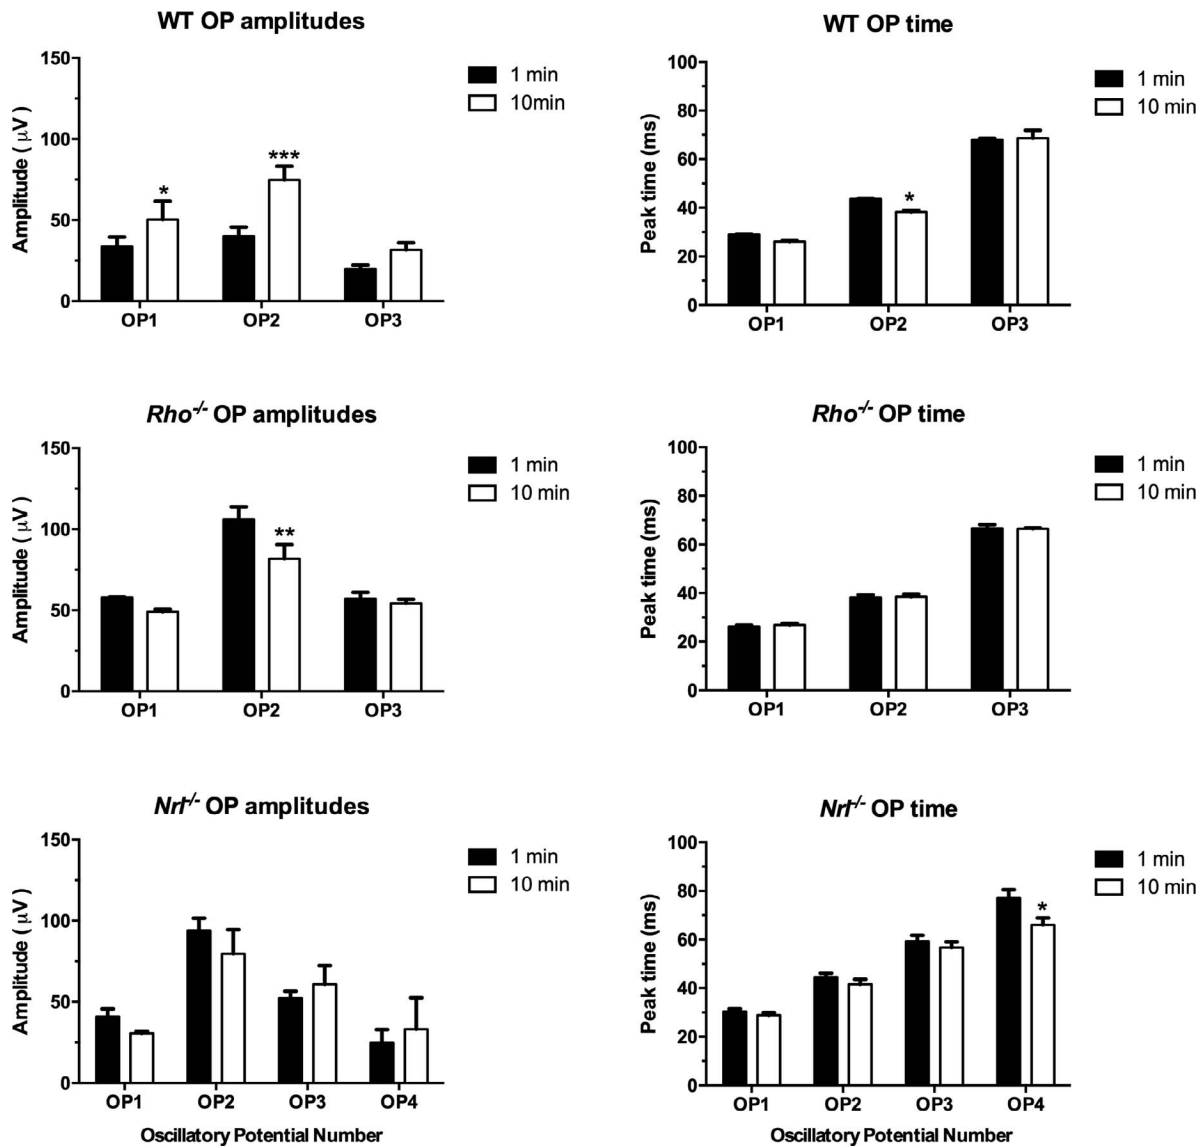 WT OP amplitudes
150
100
50
0
Amplitude ( µV)
*
***
OP1 OP2 OP3
1 min
10min
WT OP time
100
80
60
40
20
0
Peak time (ms)
*
OP1 OP2 OP3
1 min
10 min
Rho-/- OP amplitudes
150
100
50
0
Amplitude ( µV)
**
OP1 OP2 OP3
1 min
10 min
Rho-/- OP time
100
80
60
40
20
0
Peak time (ms)
OP1 OP2 OP3
1 min
10 min
Nrl-/- OP amplitudes
150
100
50
0
Amplitude ( µV)
OP1 OP2 OP3 OP4
Oscillatory Potential Number
1 min
10 min
Nrl-/- OP time
100
80
60
40
20
0
Peak time (ms)
*
OP1 OP2 OP3 OP4
Oscillatory Potential Number
1 min
10 min